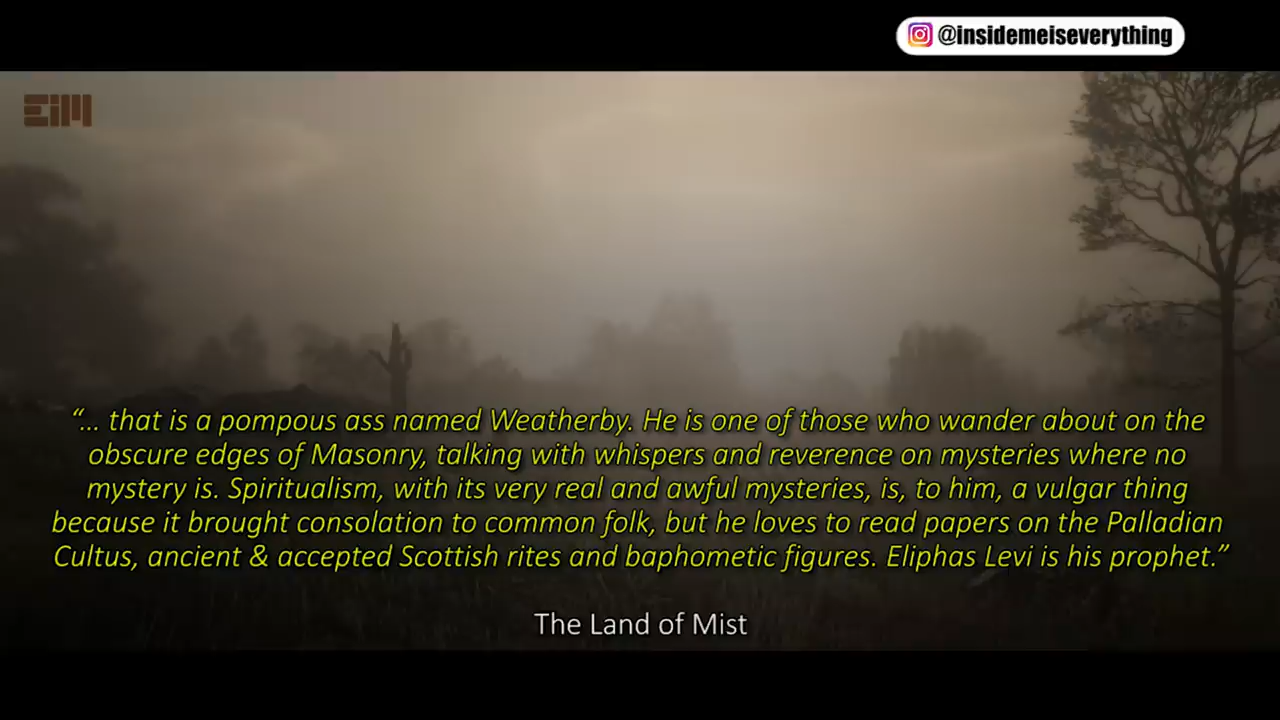 @insidemeiseverything
EiM
“... that is a pompous ass named Weatherby. He is one of those who wander about on the
obscure edges of Masonry, talking with whispers and reverence on mysteries where no
mystery is. Spiritualism, with its very real and awful mysteries, is, to him, a vulgar thing
because it brought consolation to common folk, but he loves to read papers on the Palladian
Cultus, ancient & accepted Scottish rites and baphometic figures. Eliphas Levi is his prophet.”
The Land of Mist